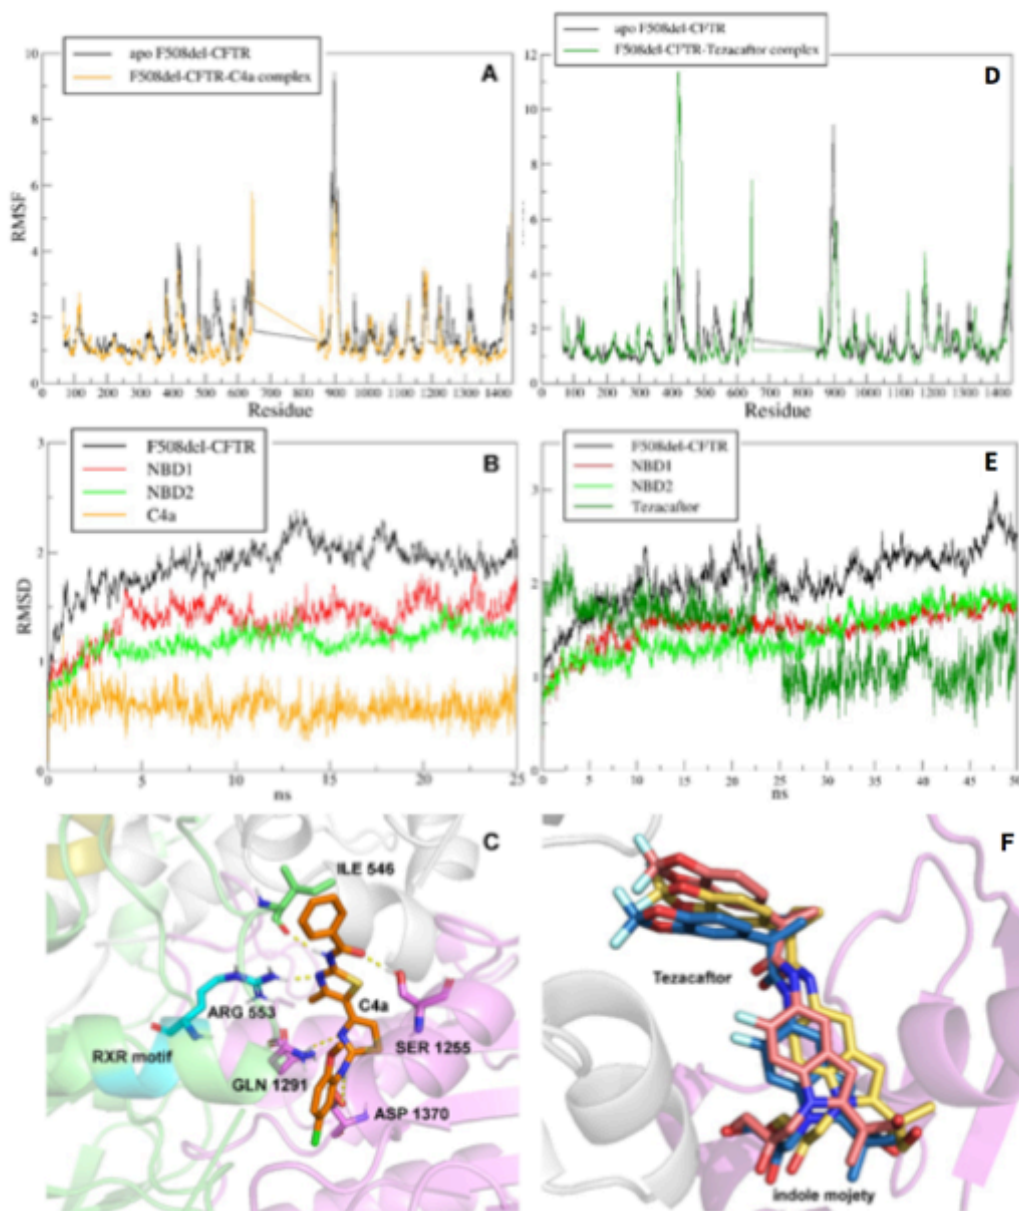 apo F508del-CFTR
F508del-CFTR-C4a complex
A
10
8
6
4
2
0
RMSF
100 200 300 400 500 600 700 800 900 1000 1100 1200 1300 1400
Residue
apo F508del-CFTR
F508del-CFTR-Tezacaftor complex
D
12
10
8
6
4
2
0
100 200 300 400 500 600 700 800 900 1000 1100 1200 1300 1400
Residue
F508del-CFTR
NBD1
NBD2
C4a
B
3
2
1
0
RMSD
0 5 10 15 20 25
ns
F508del-CFTR
NBD1
NBD2
Tezacaftor
E
3
2
1
0
0 5 10 15 20 25 30 35 40 45 50
ns
C
ILE 546
C4a
ARG 553
SER 1255
RXR motif
GLN 1291
ASP 1370
F
Tezacaftor
indole mojety